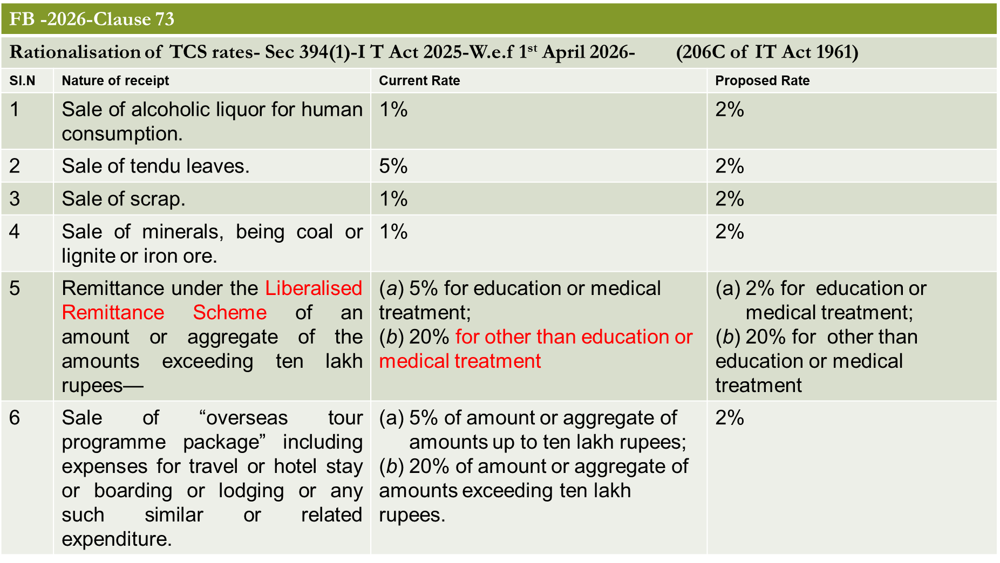 FB -2026-Clause 73
Rationalisation of TCS rates- Sec 394(1)-I T Act 2025-W.e.f 1st April 2026- (206C of IT Act 1961)
Sl.N Nature of receipt Current Rate Proposed Rate
1 Sale of alcoholic liquor for human 1% 2%
consumption.
2 Sale of tendu leaves. 5% 2%
3 Sale of scrap. 1% 2%
4 Sale of minerals, being coal or 1% 2%
lignite or iron ore.
5 Remittance under the Liberalised (a) 5% for education or medical (a) 2% for education or
Remittance Scheme of an treatment; medical treatment;
amount or aggregate of the (b) 20% for other than education or (b) 20% for other than
amounts exceeding ten lakh medical treatment education or medical
rupees— treatment
6 Sale of “overseas tour (a) 5% of amount or aggregate of 2%
programme package” including amounts up to ten lakh rupees;
expenses for travel or hotel stay (b) 20% of amount or aggregate of
or boarding or lodging or any amounts exceeding ten lakh
such similar or related rupees.
expenditure.